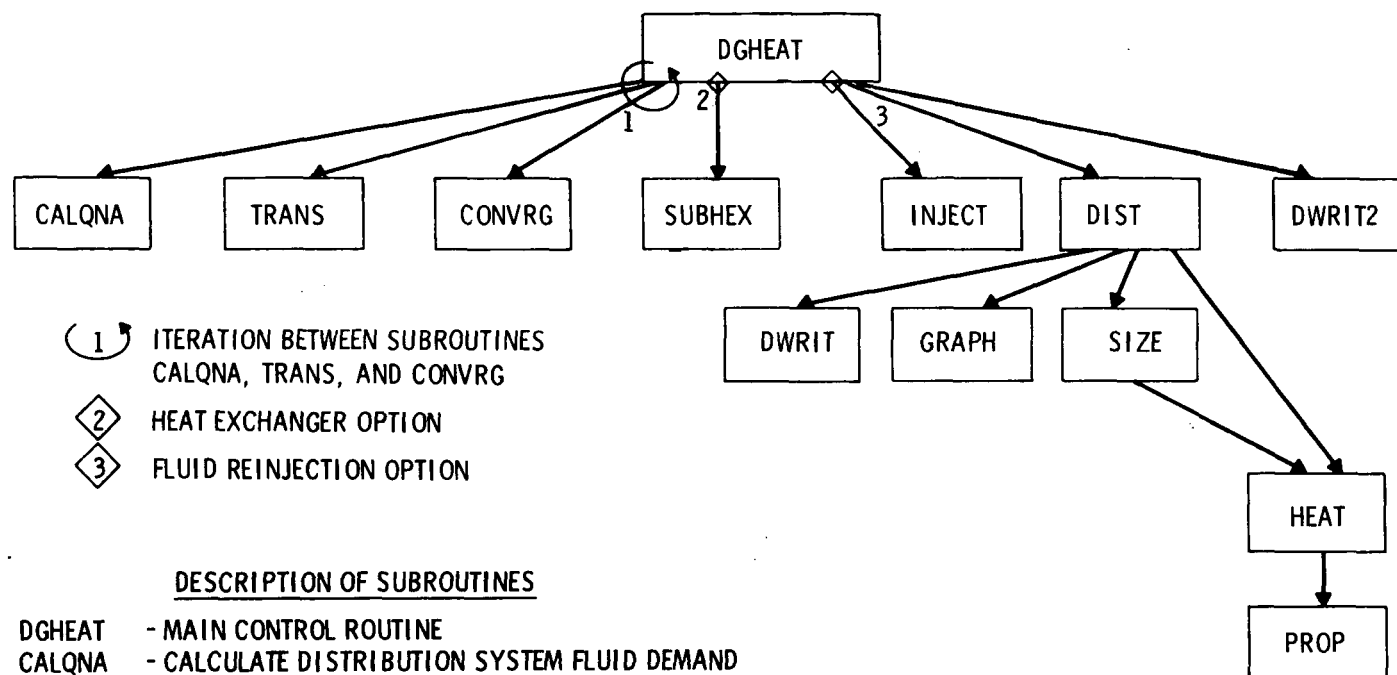 DGHEAT
1
2
3
CALQNA TRANS CONVRG SUBHEX INJECT DIST DWRIT2
DWRIT GRAPH SIZE
1 ITERATION BETWEEN SUBROUTINES
CALQNA, TRANS, AND CONVRG
2 HEAT EXCHANGER OPTION
3 FLUID REINJECTION OPTION
HEAT
PROP
DESCRIPTION OF SUBROUTINES
DGHEAT - MAIN CONTROL ROUTINE
CALQNA - CALCULATE DISTRIBUTION SYSTEM FLUID DEMAND